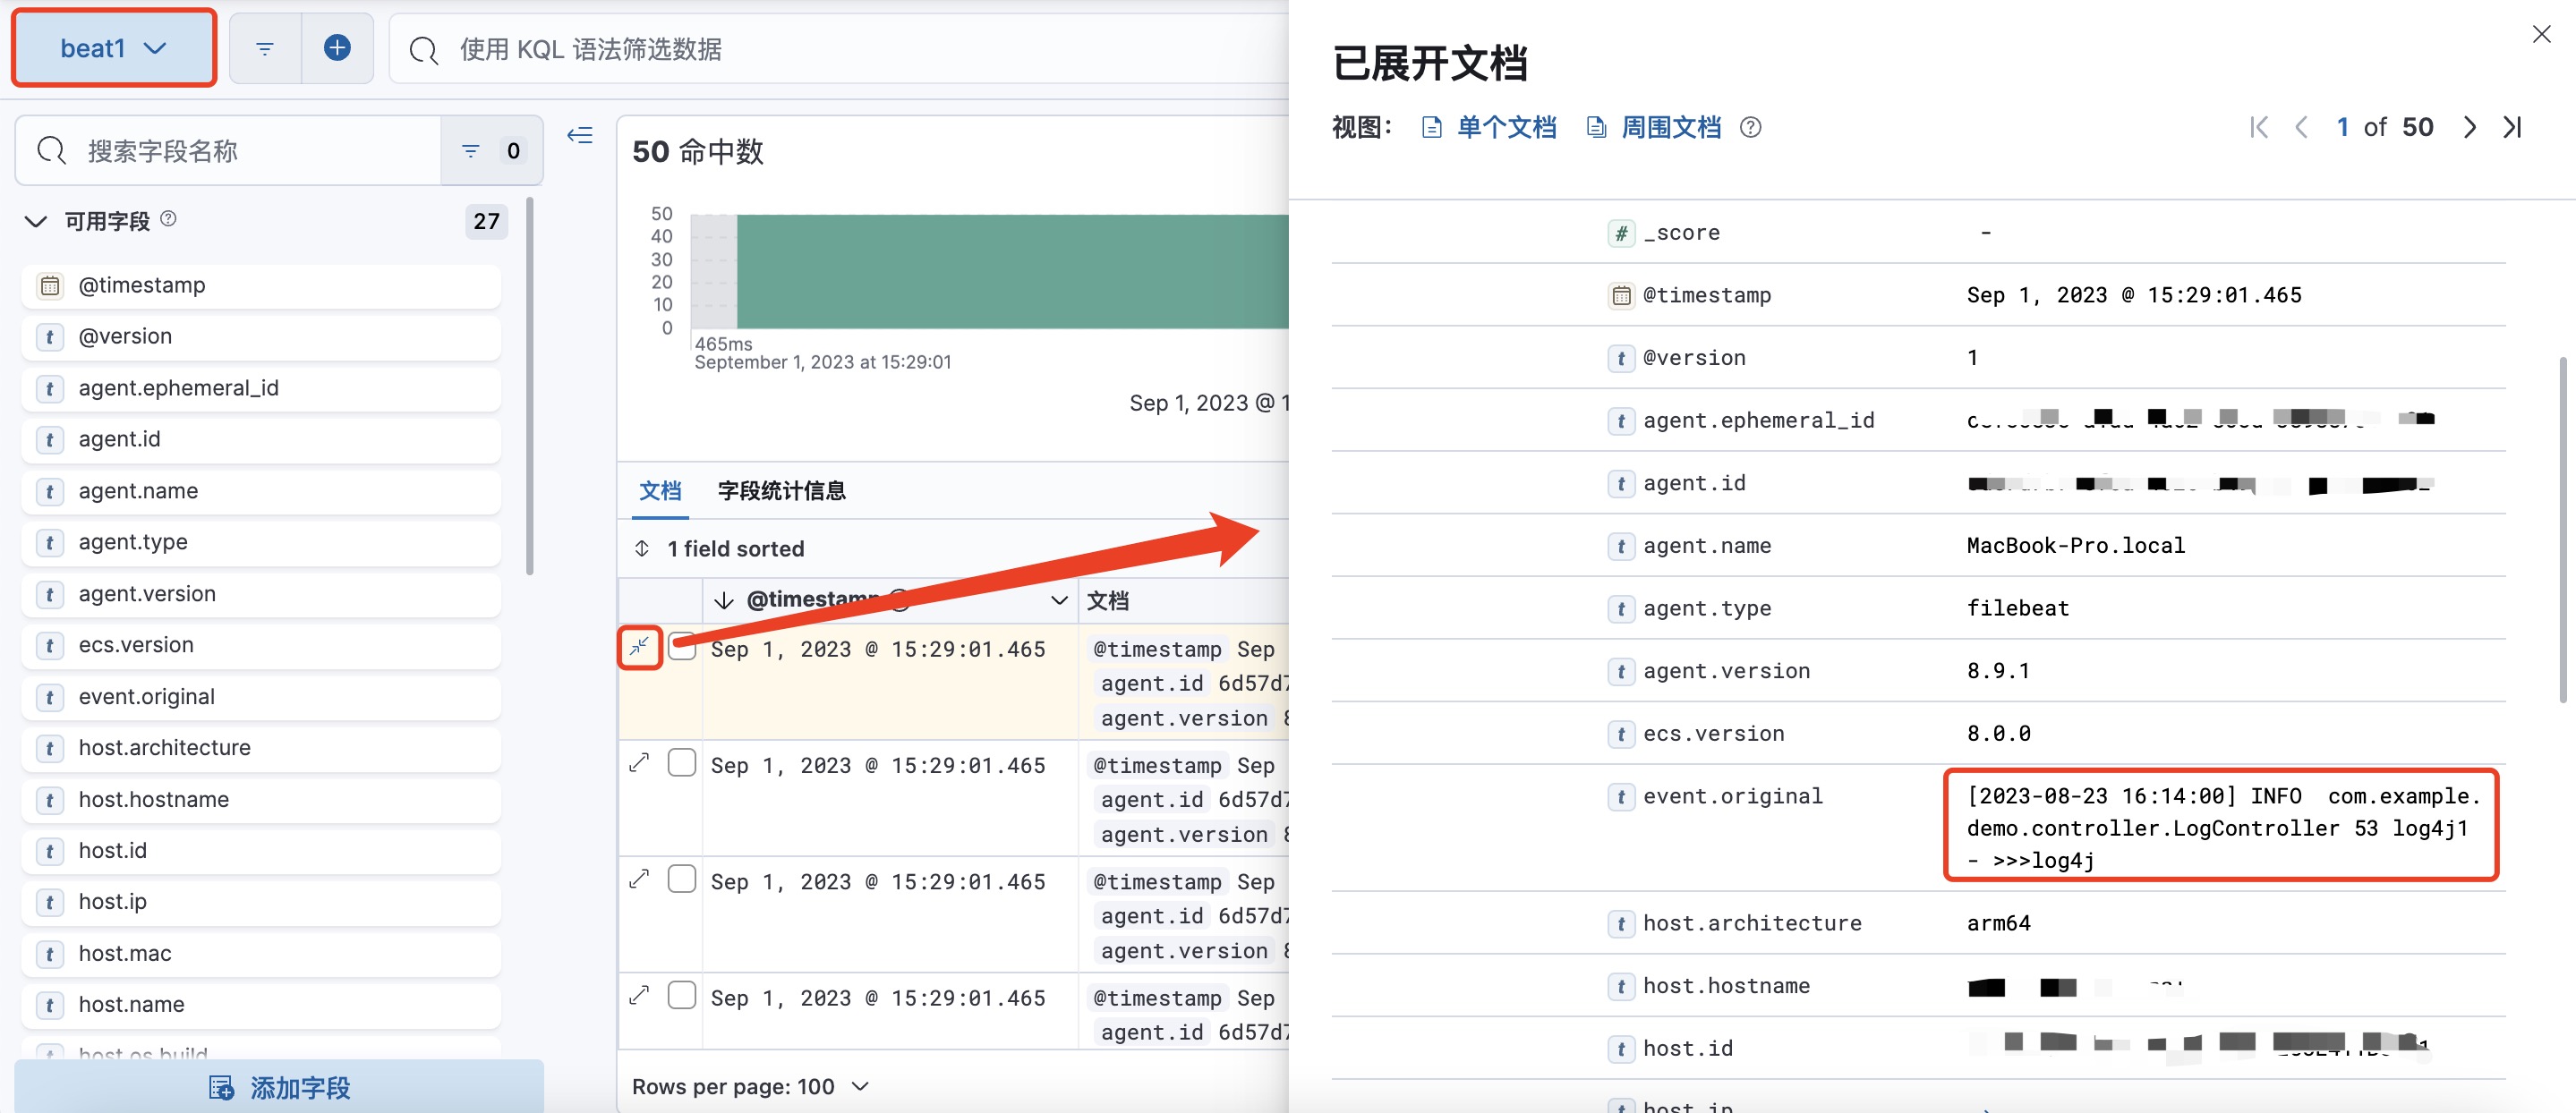 beat1
使用 KQL 语法筛选数据
搜索字段名称
0
可用字段
27
@timestamp
@version
agent.ephemeral_id
agent.id
agent.name
agent.type
agent.version
ecs.version
event.original
host.architecture
host.hostname
host.id
host.ip
host.mac
host.name
host.os.build
添加字段
50 命中数
50
40
30
20
10
0
465ms
September 1, 2023 at 15:29:01
Sep 1, 2023 @ 1
文档 字段统计信息
1 field sorted
@timestamp 文档
Sep 1, 2023 @ 15:29:01.465 @timestamp Sep
agent.id 6d57d7
agent.version 8
Sep 1, 2023 @ 15:29:01.465 @timestamp Sep
agent.id 6d57d7
agent.version 8
Sep 1, 2023 @ 15:29:01.465 @timestamp Sep
agent.id 6d57d7
agent.version 8
Sep 1, 2023 @ 15:29:01.465 @timestamp Sep
agent.id 6d57d7
Rows per page: 100
已展开文档
视图: 单个文档 周围文档
1 of 50
# _score -
@timestamp Sep 1, 2023 @ 15:29:01.465
t @version 1
t agent.ephemeral_id
t agent.id
t agent.name MacBook-Pro.local
t agent.type filebeat
t agent.version 8.9.1
t ecs.version 8.0.0
t event.original [2023-08-23 16:14:00] INFO com.example.
demo.controller.LogController 53 log4j1
- >>>log4j
t host.architecture arm64
t host.hostname
t host.id
t host.ip